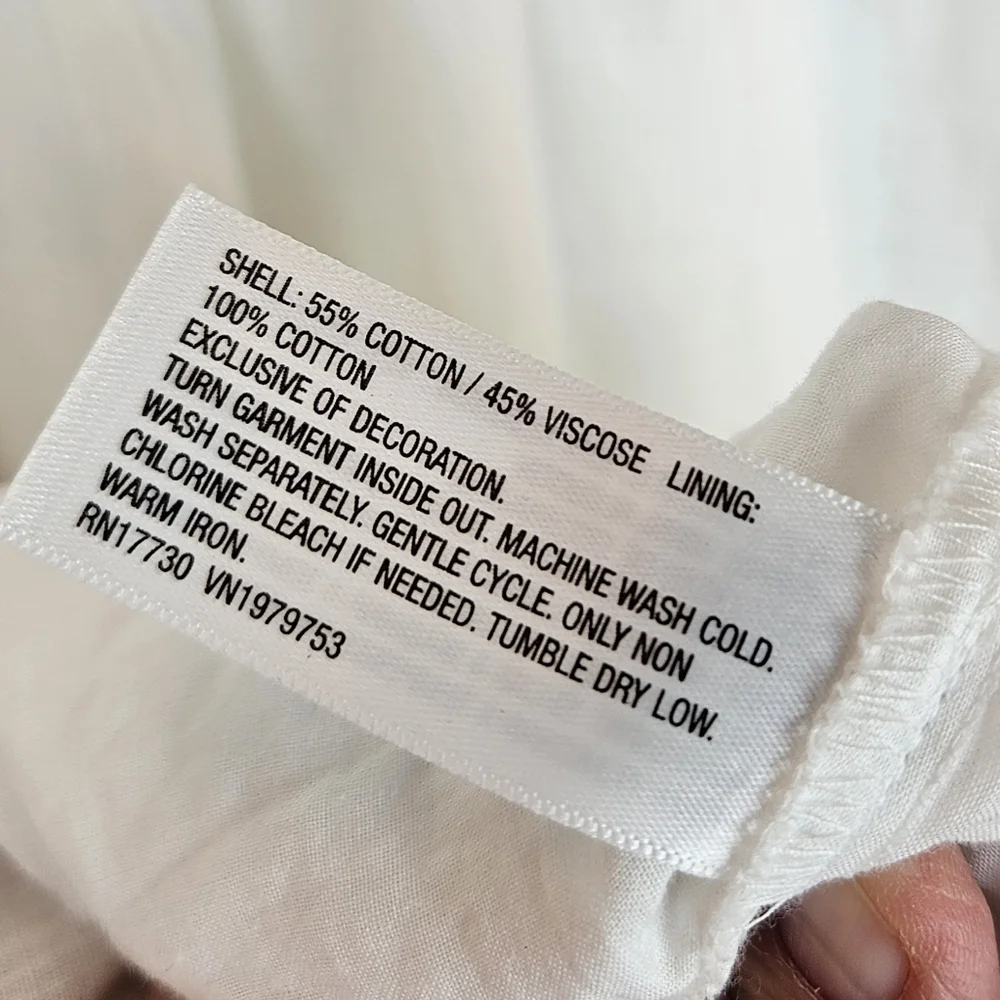 SHELL: 55% COTTON / 45% VISCOSE LINING:
100% COTTON
EXCLUSIVE OF DECORATION.
TURN GARMENT INSIDE OUT. MACHINE WASH COLD.
WASH SEPARATELY. GENTLE CYCLE. ONLY NON
CHLORINE BLEACH IF NEEDED. TUMBLE DRY LOW.
WARM IRON.
RN17730 VN1979753